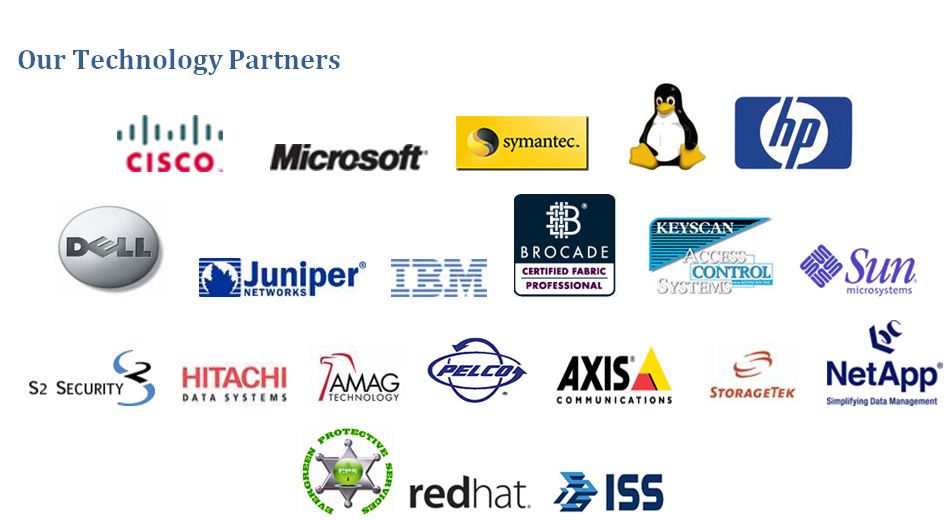 Our Technology Partners
CISCO
Microsoft
symantec
hp
DELL
Juniper®
NETWORKS
IBM
B®
BROCADE
CERTIFIED FABRIC
PROFESSIONAL
KEYSCAN
ACCESS
CONTROL
SYSTEMS
Sun
microsystems
S2 SECURITY
HITACHI
DATA SYSTEMS
AMAG
TECHNOLOGY
PELCO®
AXIS®
COMMUNICATIONS
STORAGETEK
NetApp®
Simplifying Data Management
EVERGREEN PROTECTIVE SERVICES
EPS
redhat.
ISS